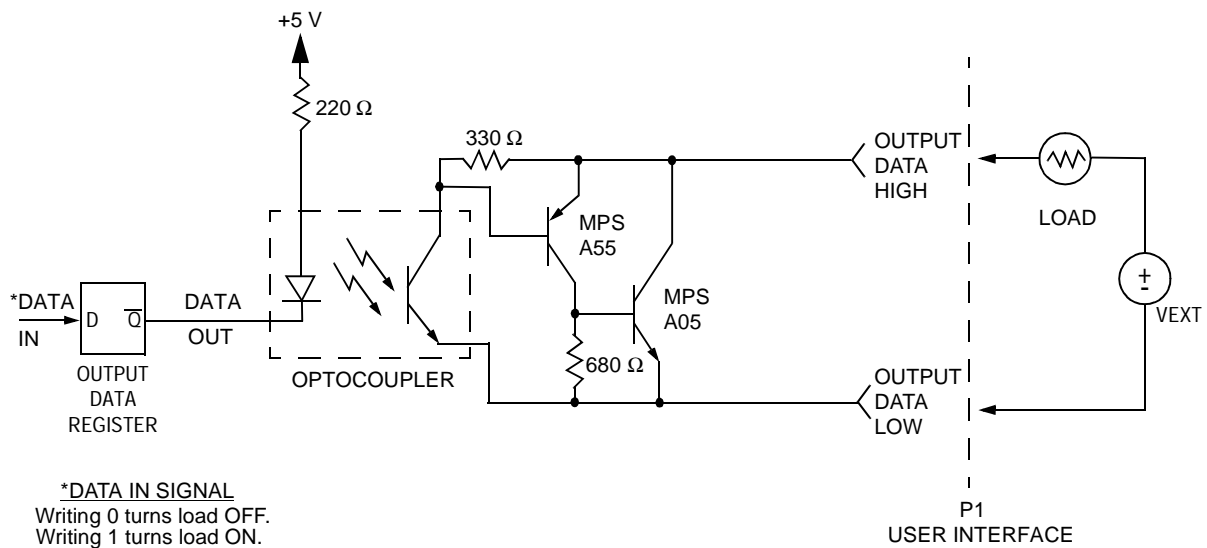 +5 V
220 Ω
330 Ω
MPS
A55
MPS
A05
680 Ω
OUTPUT
DATA
HIGH
LOAD
+
-
VEXT
*DATA
IN
D Q̅
DATA
OUT
OUTPUT
DATA
REGISTER
OPTOCOUPLER
OUTPUT
DATA
LOW
*DATA IN SIGNAL
Writing 0 turns load OFF.
Writing 1 turns load ON.
P1
USER INTERFACE